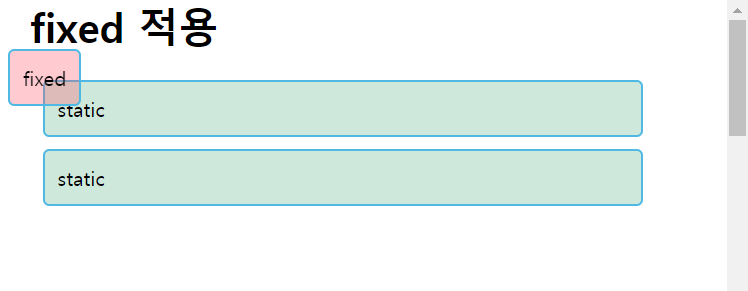 fixed 적용
fixed
static
static